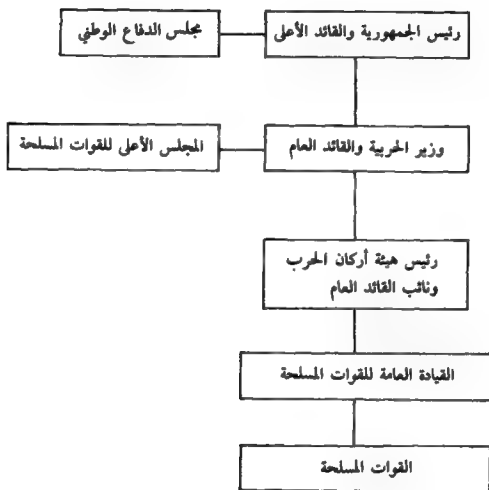 رئيس الجمهورية والقائد الأعلى
مجلس الدفاع الوطني
وزير الحربية والقائد العام
المجلس الأعلى للقوات المسلحة
رئيس هيئة أركان الحرب
ونائب القائد العام
القيادة العامة للقوات المسلحة
القوات المسلحة